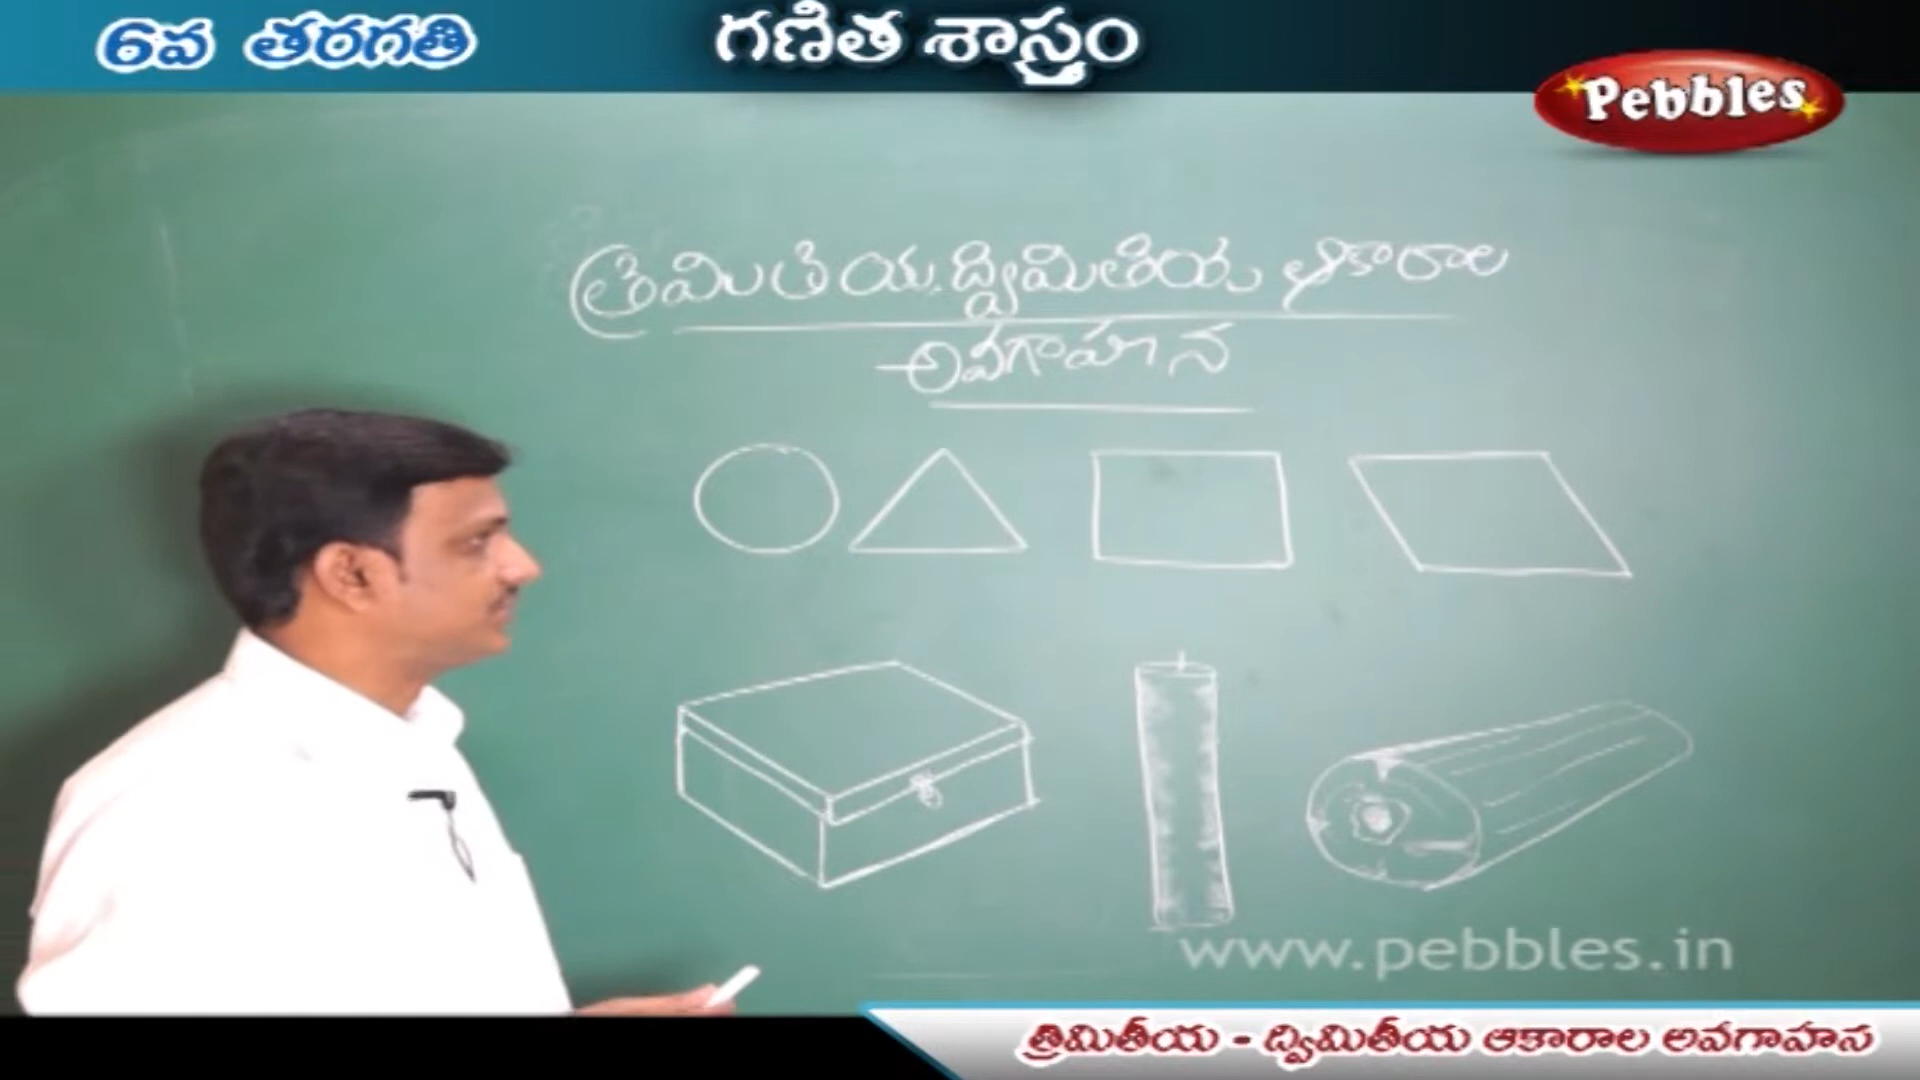 6వ తరగతి
గణిత శాస్త్రం
Pebbles
త్రిమితీయ, ద్విమితీయ ఆకారాల
అవగాహన
www.pebbles.in
త్రిమితీయ - ద్విమితీయ ఆకారాల అవగాహన